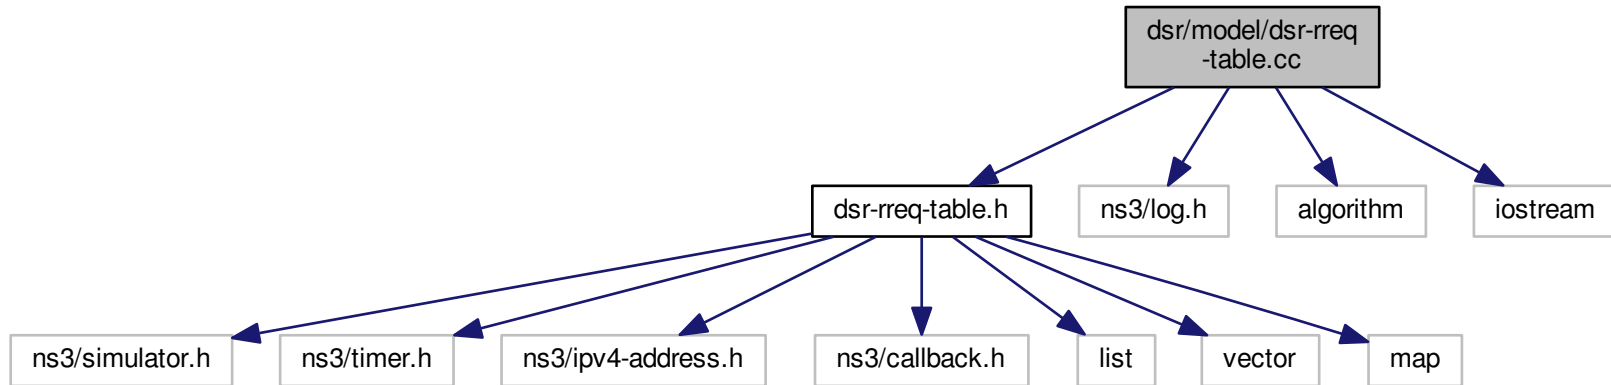 dsr/model/dsr-rreq
-table.cc
dsr-rreq-table.h
ns3/log.h
algorithm
iostream
ns3/simulator.h
ns3/timer.h
ns3/ipv4-address.h
ns3/callback.h
list
vector
map